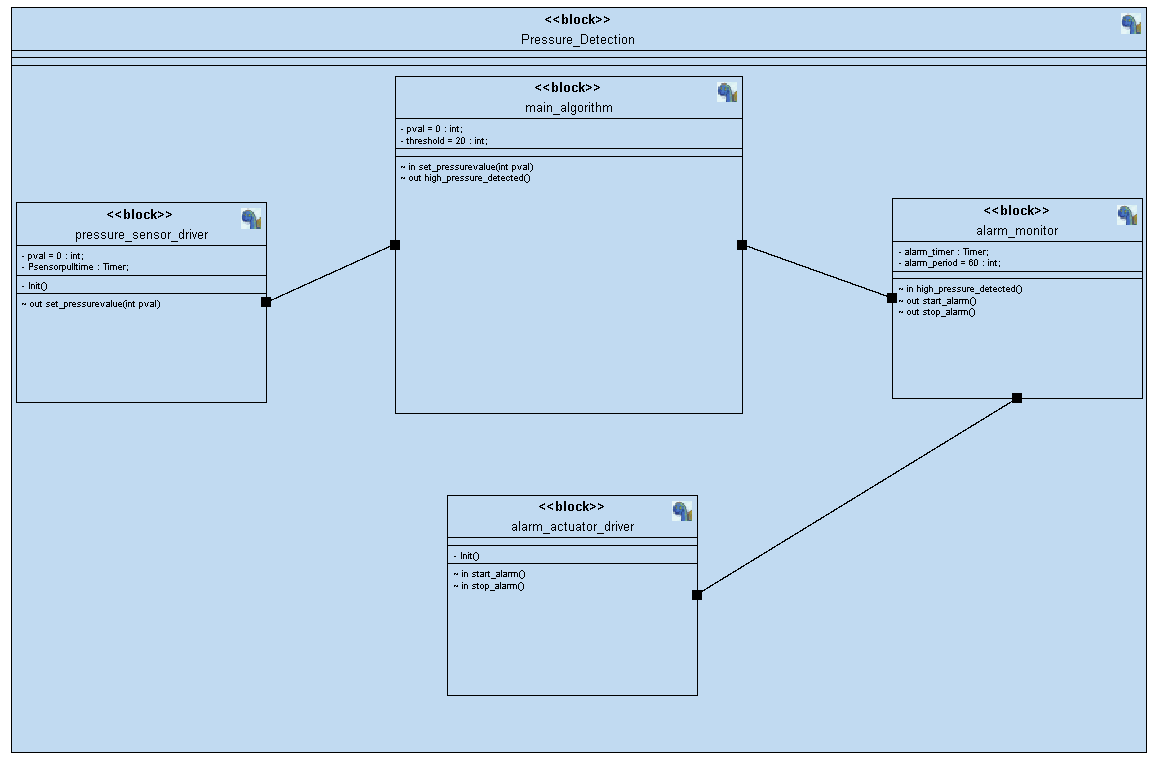 <<block>>
Pressure_Detection
<<block>>
main_algorithm
- pval = 0 : int;
- threshold = 20 : int;
~ in set_pressurevalue(int pval)
~ out high_pressure_detected()
<<block>>
pressure_sensor_driver
- pval = 0 : int;
- Psensorpulltime : Timer;
- Init()
~ out set_pressurevalue(int pval)
<<block>>
alarm_monitor
- alarm_timer : Timer;
- alarm_period = 60 : int;
~ in high_pressure_detected()
~ out start_alarm()
~ out stop_alarm()
<<block>>
alarm_actuator_driver
- Init()
~ in start_alarm()
~ in stop_alarm()